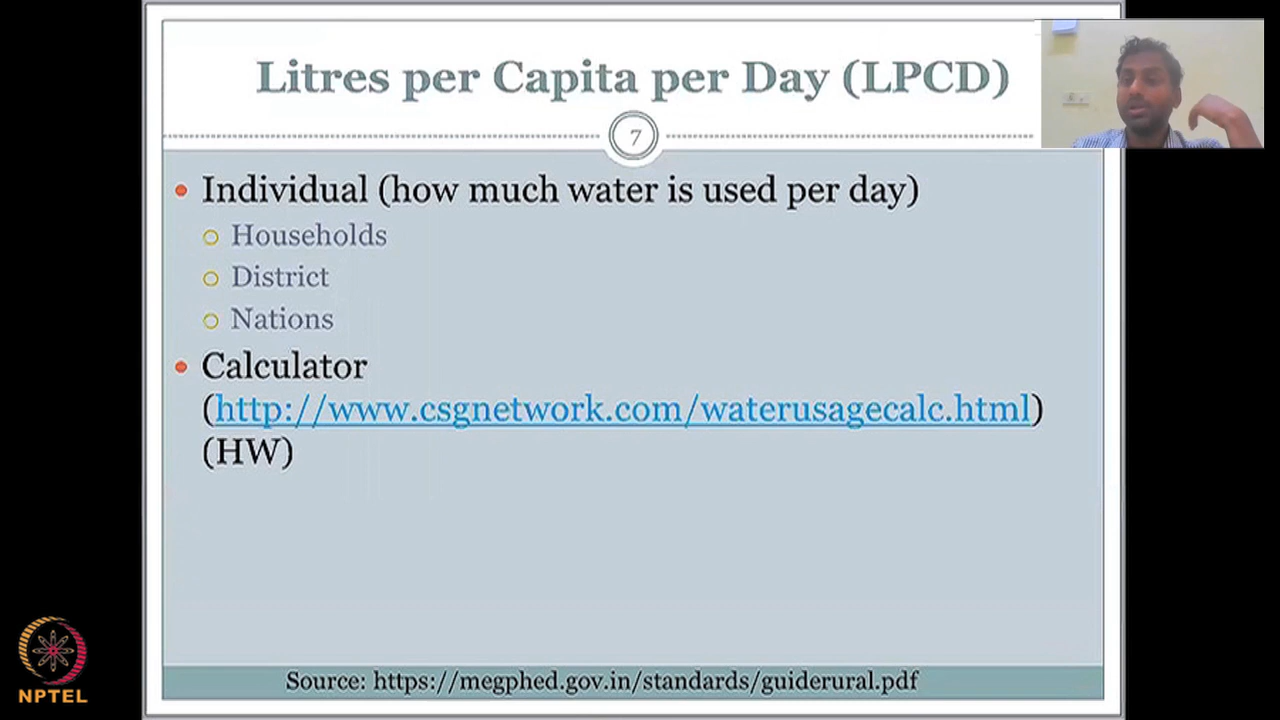 Litres per Capita per Day (LPCD)
7
Individual (how much water is used per day)
Households
District
Nations
Calculator
(http://www.csgnetwork.com/waterusagecalc.html)
(HW)
Source: https://megphed.gov.in/standards/guiderural.pdf
NPTEL